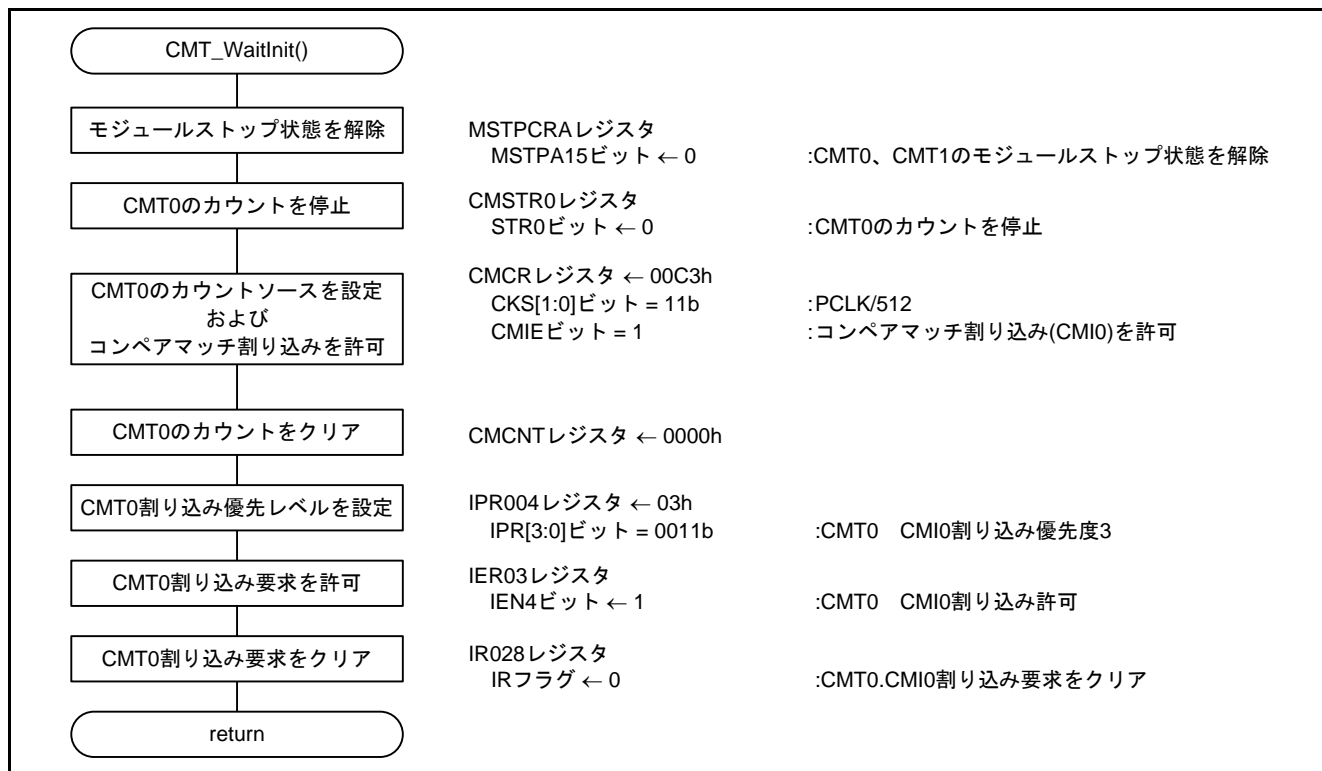 CMT_WaitInit()
モジュールストップ状態を解除
MSTPCRAレジスタ
MSTPA15ビット ← 0 :CMT0、CMT1のモジュールストップ状態を解除
CMT0のカウントを停止
CMSTR0レジスタ
STR0ビット ← 0 :CMT0のカウントを停止
CMT0のカウントソースを設定
および
コンペアマッチ割り込みを許可
CMCRレジスタ ← 00C3h
CKS[1:0]ビット = 11b :PCLK/512
CMIEビット = 1 :コンペアマッチ割り込み(CMI0)を許可
CMT0のカウントをクリア
CMCNTレジスタ ← 0000h
CMT0割り込み優先レベルを設定
IPR004レジスタ ← 03h
IPR[3:0]ビット = 0011b :CMT0 CMI0割り込み優先度3
CMT0割り込み要求を許可
IER03レジスタ
IEN4ビット ← 1 :CMT0 CMI0割り込み許可
CMT0割り込み要求をクリア
IR028レジスタ
IRフラグ ← 0 :CMT0.CMI0割り込み要求をクリア
return